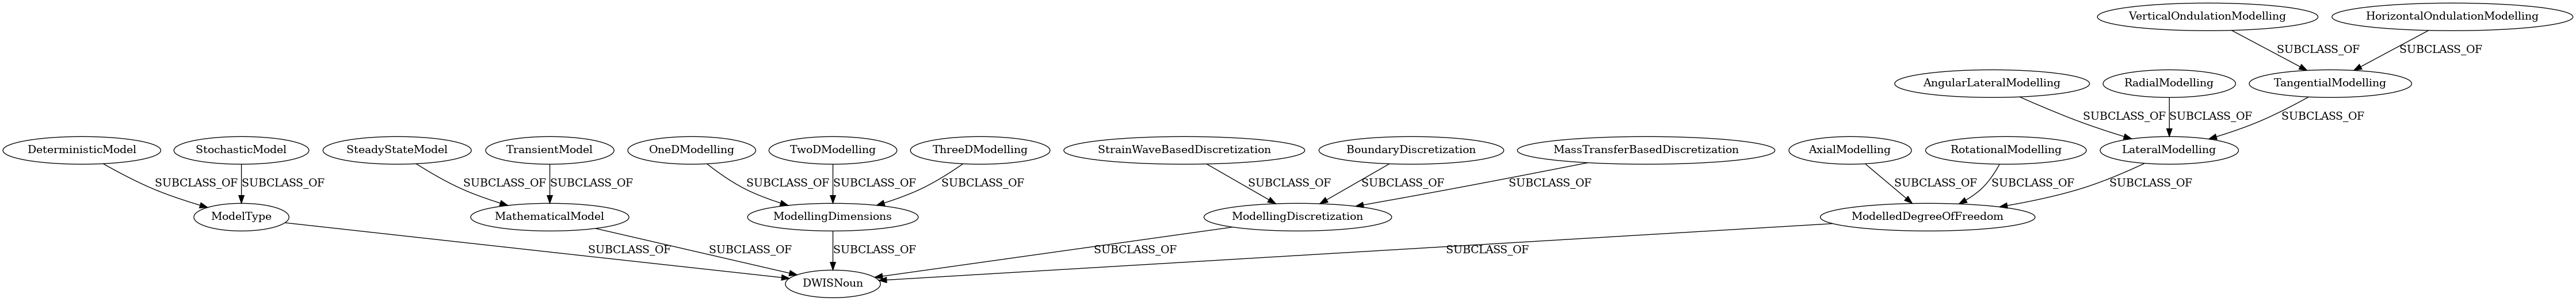 VerticalOndulationModelling
HorizontalOndulationModelling
SUBCLASS_OF
SUBCLASS_OF
AngularLateralModelling
RadialModelling
TangentialModelling
SUBCLASS_OF
SUBCLASS_OF
SUBCLASS_OF
DeterministicModel
StochasticModel
SteadyStateModel
TransientModel
OneDModelling
TwoDModelling
ThreeDModelling
StrainWaveBasedDiscretization
BoundaryDiscretization
MassTransferBasedDiscretization
AxialModelling
RotationalModelling
LateralModelling
SUBCLASS_OF
SUBCLASS_OF
SUBCLASS_OF
SUBCLASS_OF
SUBCLASS_OF
SUBCLASS_OF
SUBCLASS_OF
SUBCLASS_OF
SUBCLASS_OF
SUBCLASS_OF
SUBCLASS_OF
SUBCLASS_OF
SUBCLASS_OF
ModelType
MathematicalModel
ModellingDimensions
ModellingDiscretization
ModelledDegreeOfFreedom
SUBCLASS_OF
SUBCLASS_OF
SUBCLASS_OF
SUBCLASS_OF
SUBCLASS_OF
DWISNoun